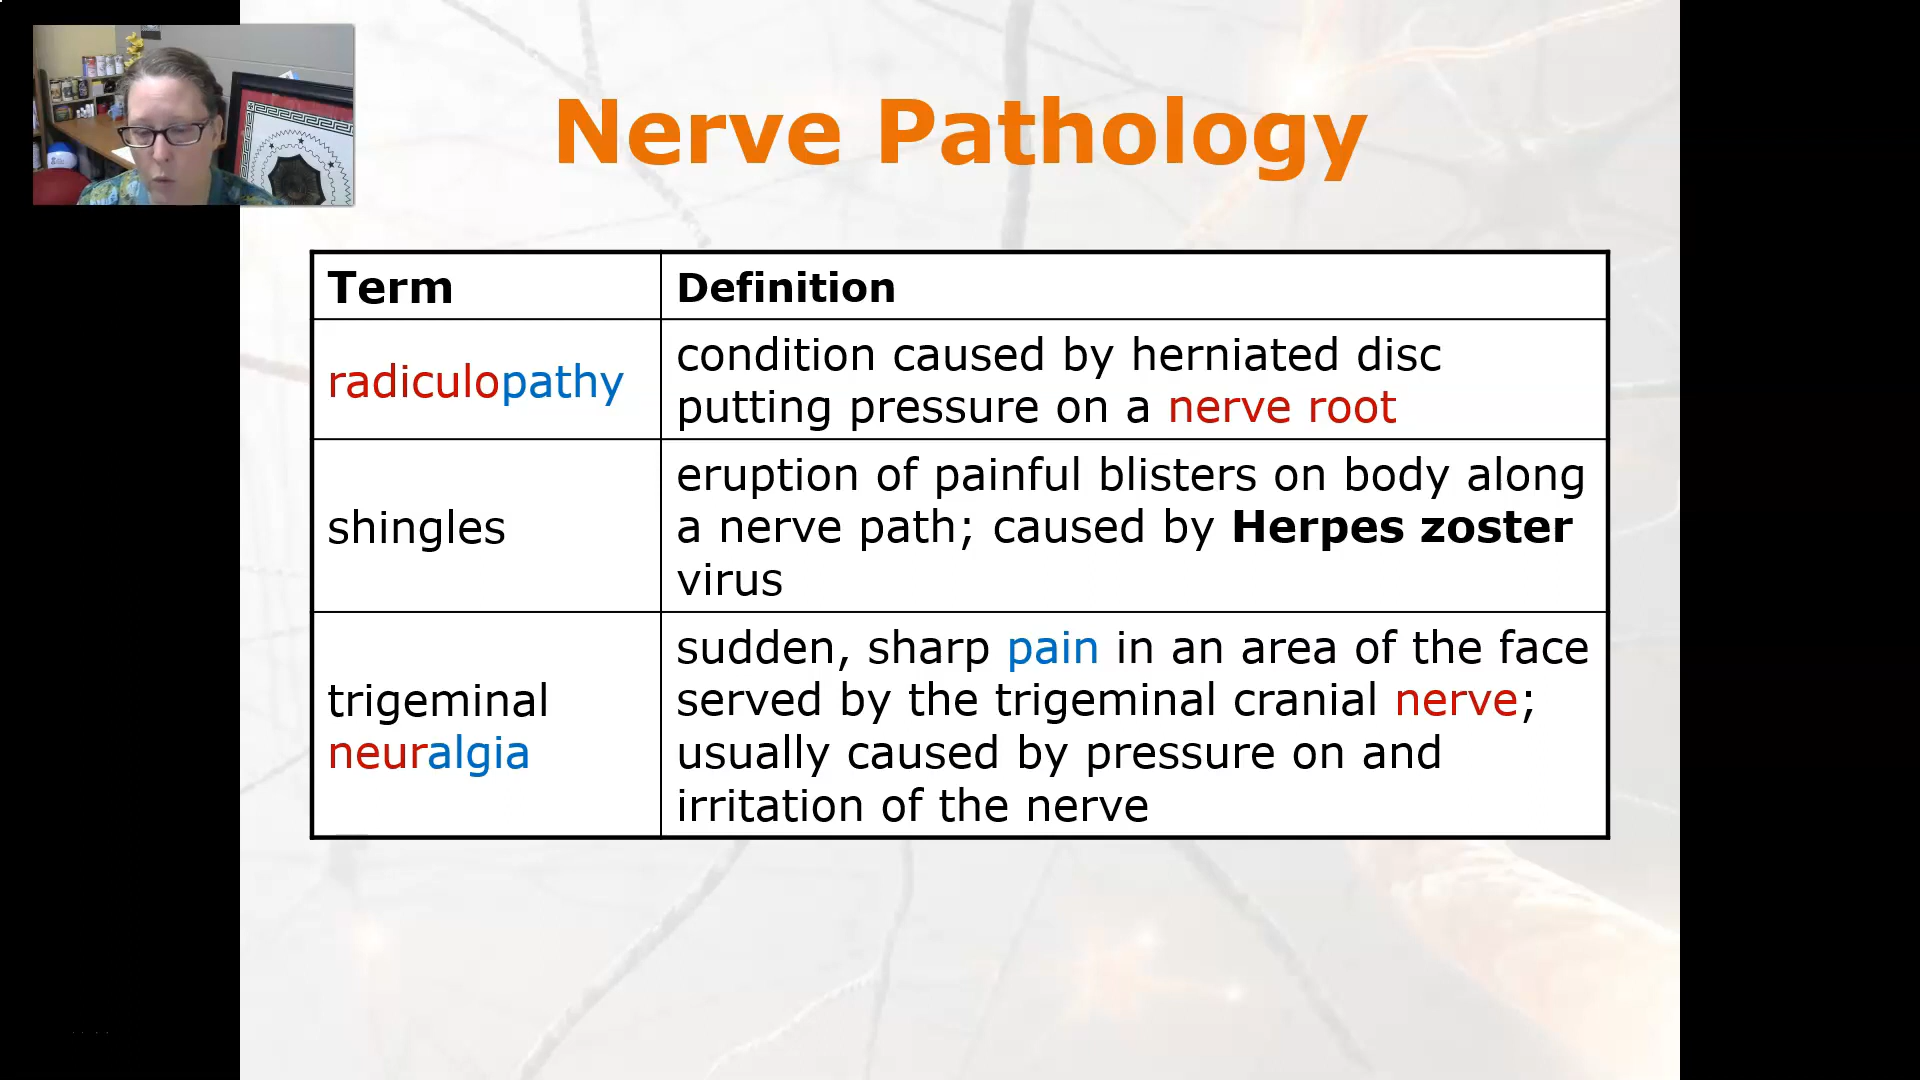 Nerve Pathology
Term
Definition
radiculopathy
condition caused by herniated disc
putting pressure on a nerve root
shingles
eruption of painful blisters on body along
a nerve path; caused by Herpes zoster
virus
trigeminal
neuralgia
sudden, sharp pain in an area of the face
served by the trigeminal cranial nerve;
usually caused by pressure on and
irritation of the nerve